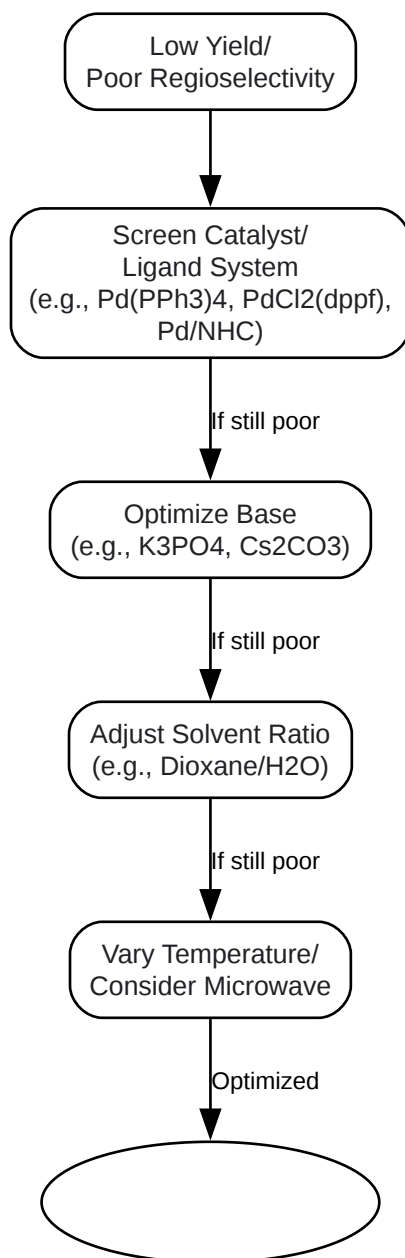 Low Yield/
Poor Regioselectivity
Screen Catalyst/
Ligand System
(e.g., Pd(PPh3)4, PdCl2(dppf),
Pd/NHC)
If still poor
Optimize Base
(e.g., K3PO4, Cs2CO3)
If still poor
Adjust Solvent Ratio
(e.g., Dioxane/H2O)
If still poor
Vary Temperature/
Consider Microwave
Optimized